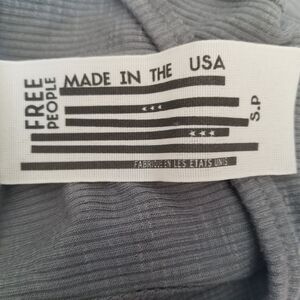 FREE
PEOPLE
MADE IN THE USA
S.P
FABRIQUE EN LES ETATS UNIS